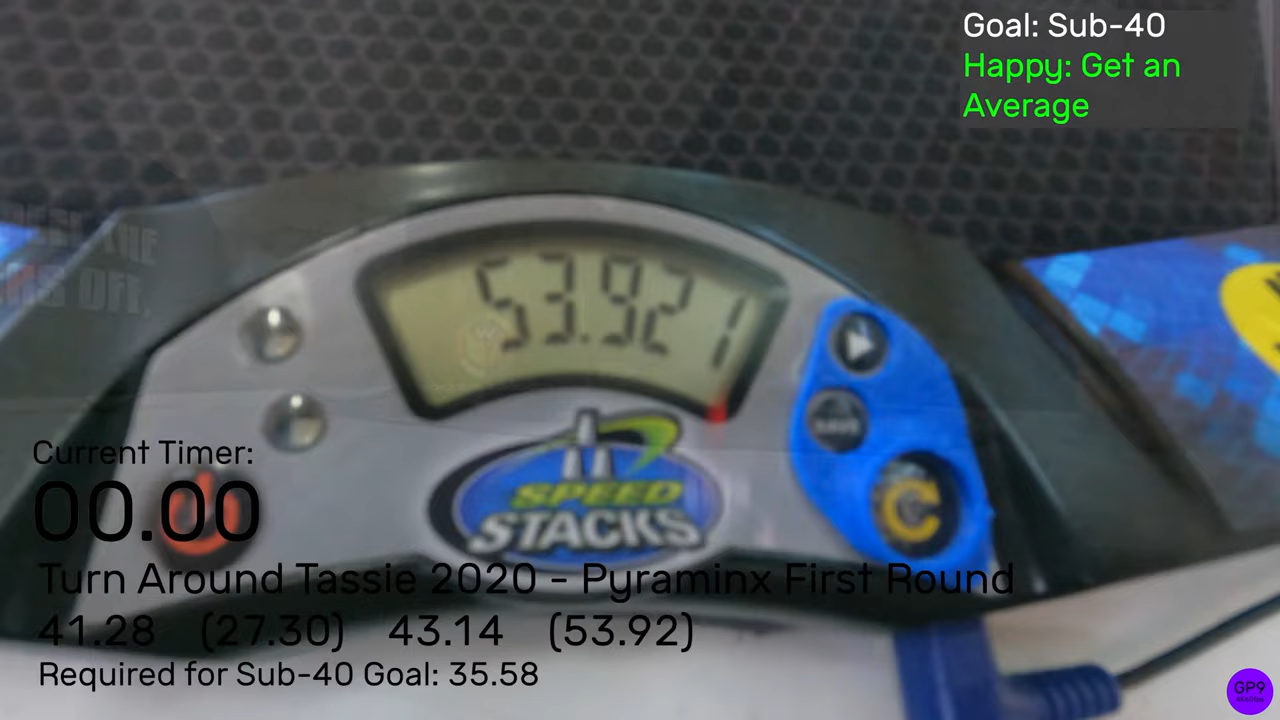 Goal: Sub-40
Happy: Get an
Average
53.921
SPEED
STACKS
Current Timer:
00.00
Turn Around Tassie 2020 - Pyraminx First Round
41.28 (27.30) 43.14 (53.92)
Required for Sub-40 Goal: 35.58
GP9